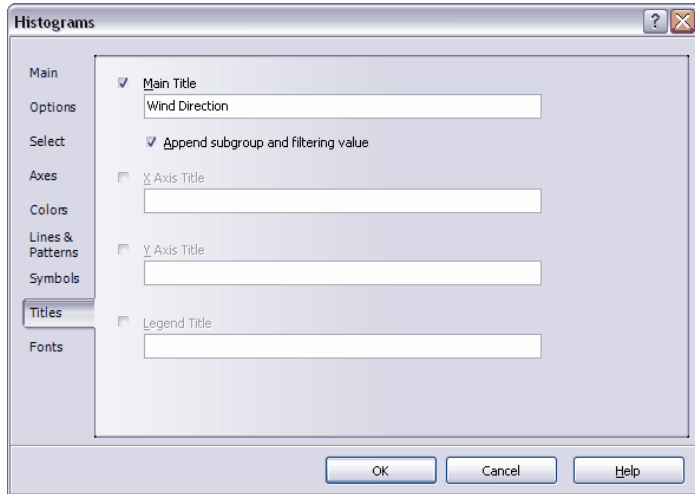 Histograms
Main
Options
Select
Axes
Colors
Lines &
Patterns
Symbols
Titles
Fonts
Main Title
Wind Direction
Append subgroup and filtering value
X Axis Title
Y Axis Title
Legend Title
OK
Cancel
Help